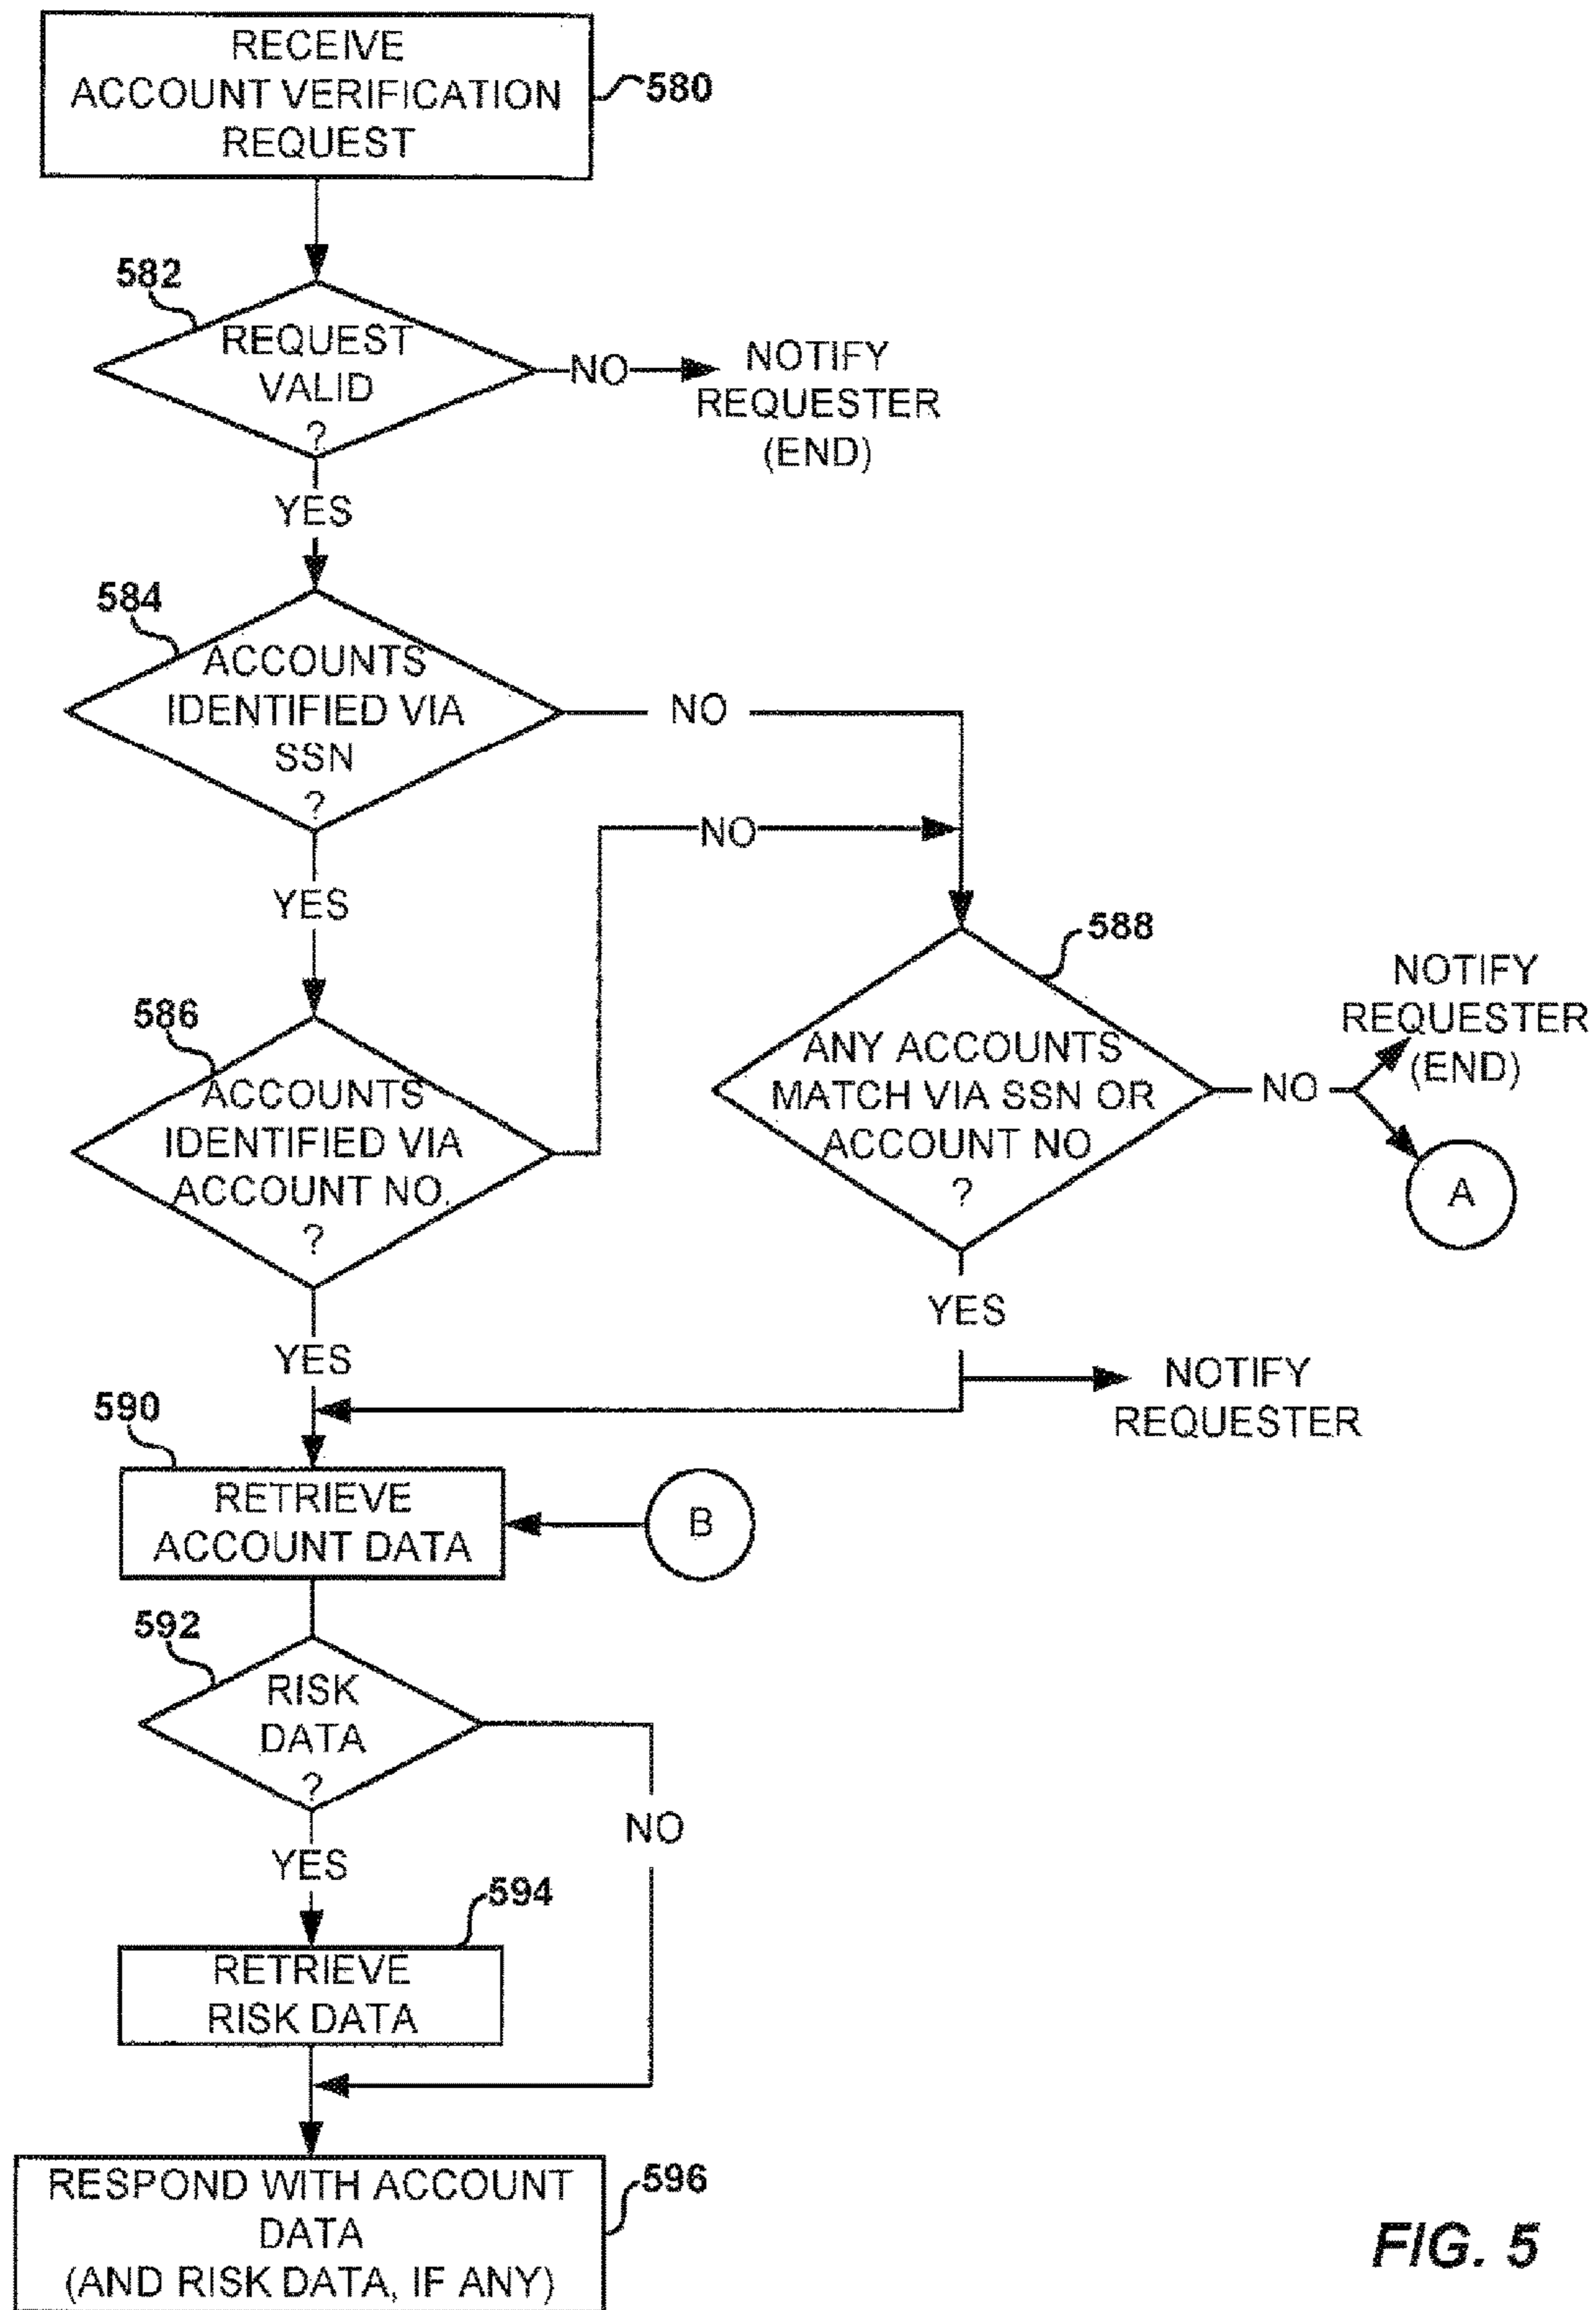 RECEIVE
ACCOUNT VERIFICATION
REQUEST
580
582
REQUEST
VALID
?
NO
NOTIFY
REQUESTER
(END)
YES
584
ACCOUNTS
IDENTIFIED VIA
SSN
?
NO
YES
NO
586
ACCOUNTS
IDENTIFIED VIA
ACCOUNT NO.
?
588
ANY ACCOUNTS
MATCH VIA SSN OR
ACCOUNT NO
?
NO
NOTIFY
REQUESTER
(END)
A
YES
YES
NOTIFY
REQUESTER
590
RETRIEVE
ACCOUNT DATA
B
592
RISK
DATA
?
NO
YES
594
RETRIEVE
RISK DATA
RESPOND WITH ACCOUNT
DATA
(AND RISK DATA, IF ANY)
596
FIG. 5